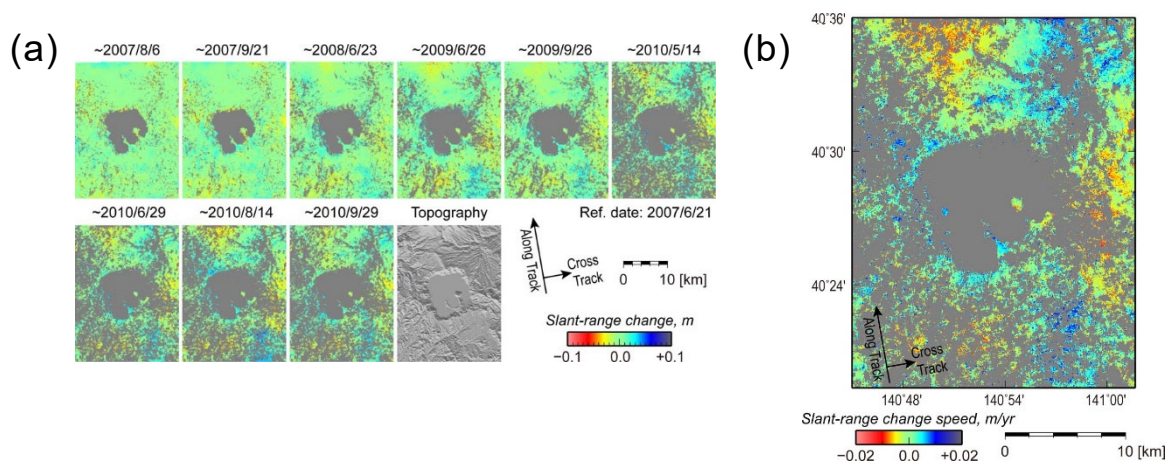 (a)
~2007/8/6
~2007/9/21
~2008/6/23
~2009/6/26
~2009/9/26
~2010/5/14
~2010/6/29
~2010/8/14
~2010/9/29
Topography
Ref. date: 2007/6/21
Along Track
Cross
Track
0 10 [km]
Slant-range change, m
−0.1 0.0 +0.1
(b)
40˚36'
40˚30'
40˚24'
Along Track
Cross
Track
140˚48' 140˚54' 141˚00'
Slant-range change speed, m/yr
−0.02 0.0 +0.02
0 10 [km]